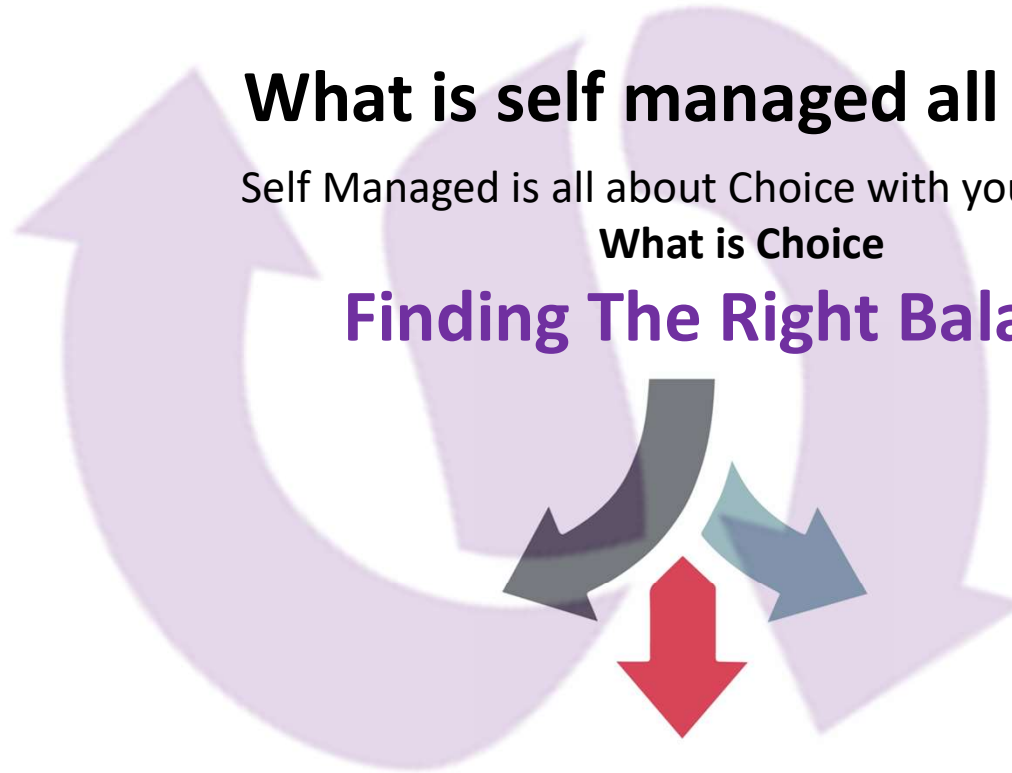 What is self managed all
Self Managed is all about Choice with
What is Choice
Finding The Right